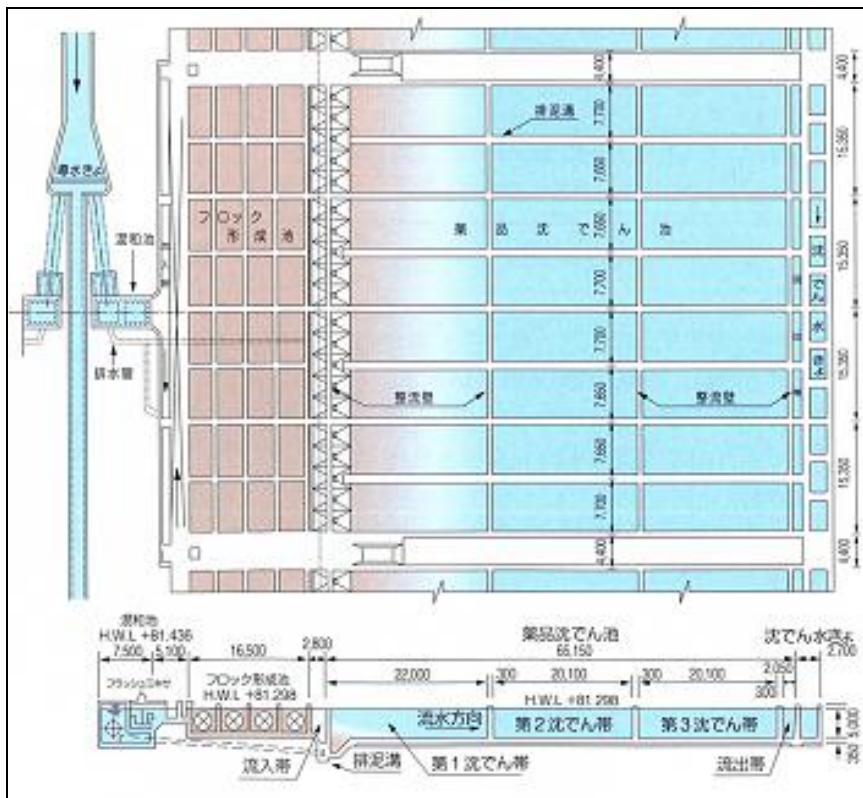 4,400
4,400
導水きょ
排泥溝
7,700
15,350
7,650
混和池
フロック
形成池
薬品沈でん池
7,650
15,350
7,700
沈でん水きょ
7,700
排水管
15,350
整流壁
整流壁
7,650
7,650
15,350
7,700
4,400
4,400
混和池
H.W.L +81.436
7,500
5,100
16,500
2,800
薬品沈でん池
65,150
沈でん水きょ
2,700
フラッシュミキサ
フロック形成池
H.W.L +81.298
22,000
300
20,100
300
20,100
2,050
300
H.W.L +81.298
流水方向
第2沈でん帯
第3沈でん帯
5,000
350
流入帯
排泥溝
第1沈でん帯
流出帯